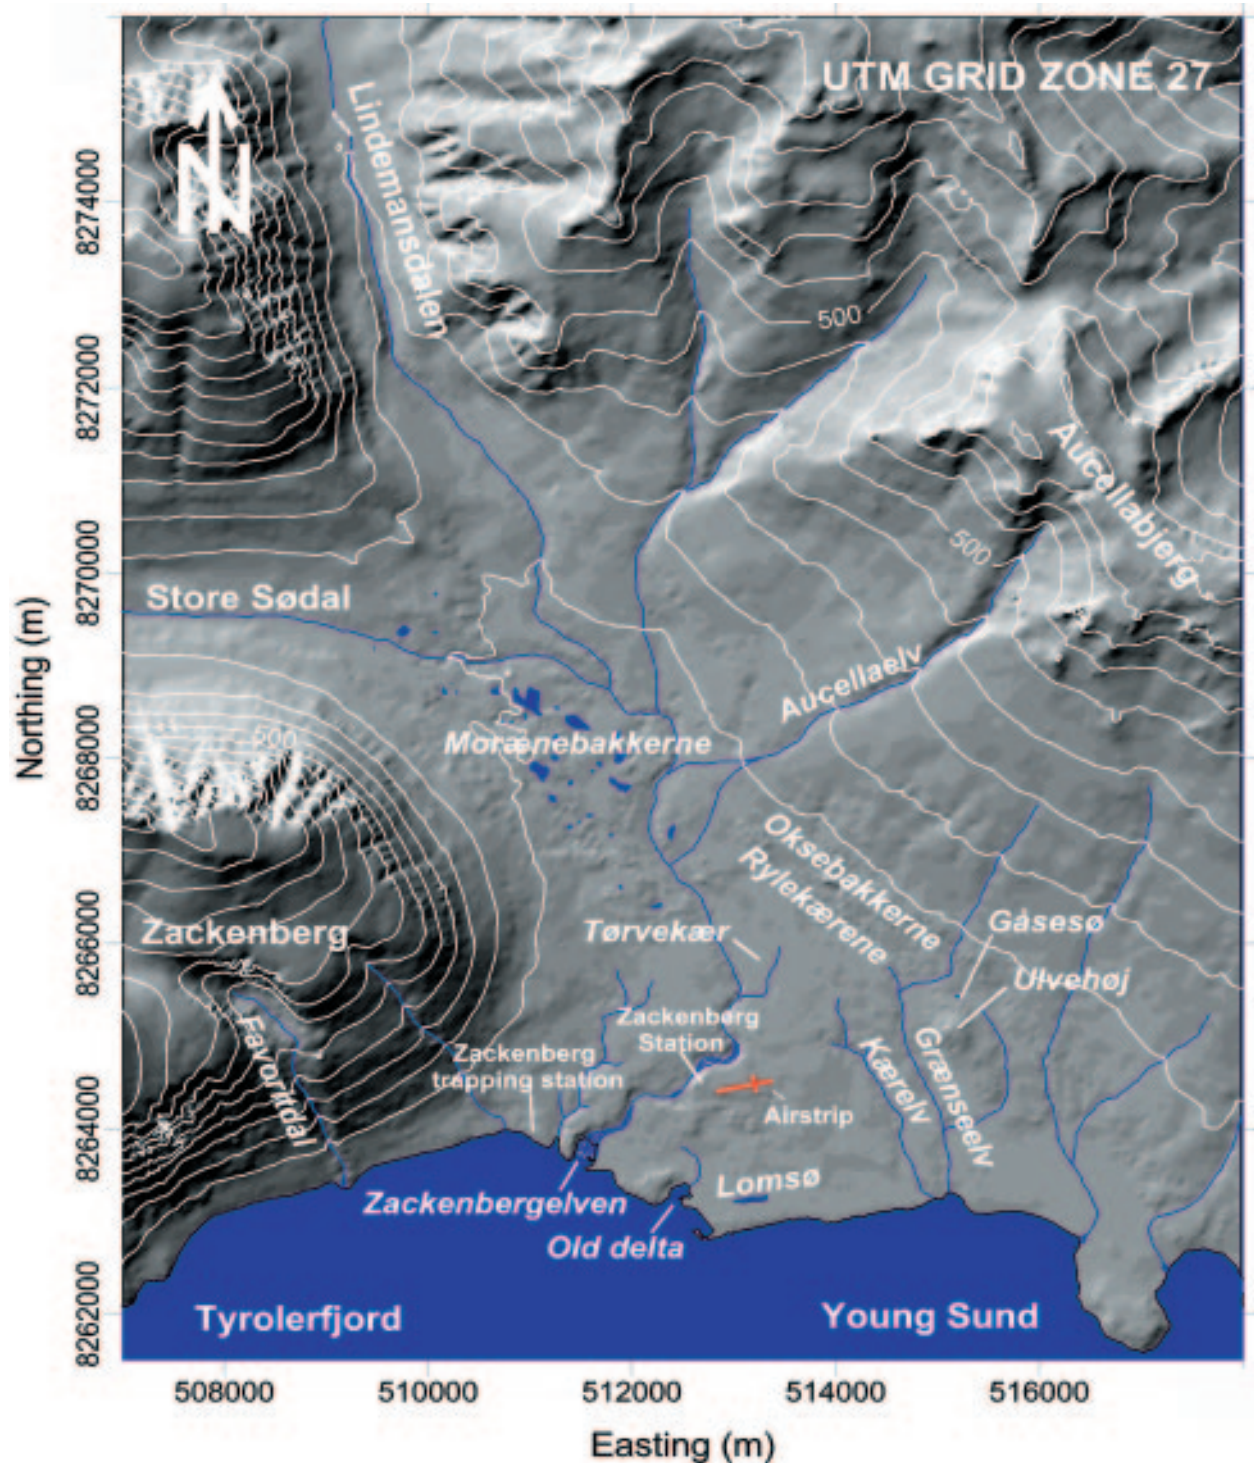 UTM GRID ZONE 27
N
Lindemansdalen
500
Aucellabjerg
500
Store Sødal
Aucellaelv
500
Morænebakkerne
Oksebakkerne
Rylekærene
Zackenberg
Tørvekær
Gåsesø
Ulvehøj
Zackenberg
Station
Zackenberg
trapping station
Favoritdal
Kærelv
Grænseelv
Airstrip
Lomsø
Zackenbergelven
Old delta
Tyrolerfjord
Young Sund
8274000
8272000
8270000
8268000
8266000
8264000
8262000
Northing (m)
508000 510000 512000 514000 516000
Easting (m)